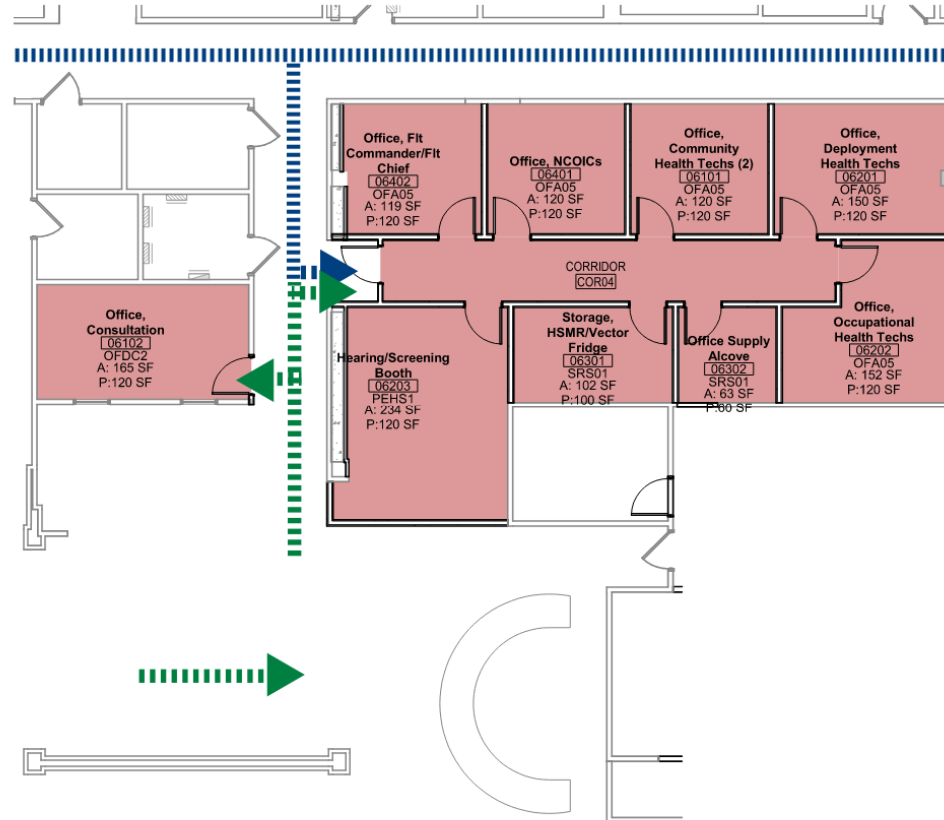 Office, Flt
Commander/Flt
Chief
06402
OFA05
A: 119 SF
P:120 SF
Office, NCOICs
06401
OFA05
A: 120 SF
P:120 SF
Office,
Community
Health Techs (2)
06101
OFA05
A: 120 SF
P:120 SF
Office,
Deployment
Health Techs
06201
OFA05
A: 150 SF
P:120 SF
CORRIDOR
COR04
Office,
Consultation
06102
OFDC2
A: 165 SF
P:120 SF
Hearing/Screening
Booth
06203
PEHS1
A: 234 SF
P:120 SF
Storage,
HSMR/Vector
Fridge
06301
SRS01
A: 102 SF
P:100 SF
Office Supply
Alcove
06302
SRS01
A: 63 SF
P:60 SF
Office,
Occupational
Health Techs
06202
OFA05
A: 152 SF
P:120 SF